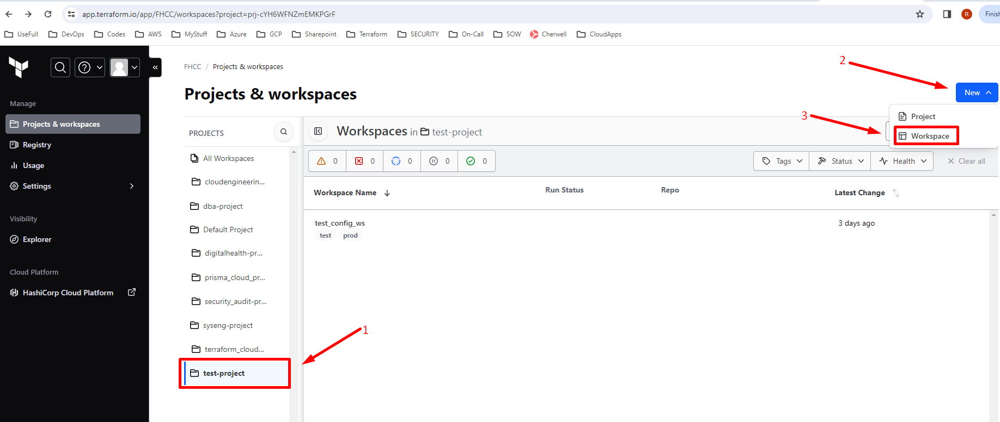 app.terraform.io/app/FHCC/workspaces?project=prj-cYH6WFNZmEMKPGrF
R
Finish
UseFull DevOps Codes AWS MyStuff Azure GCP Sharepoint Terraform SECURITY On-Call SOW Cherwell CloudApps
FHCC / Projects & workspaces
2
Projects & workspaces
New
Manage
Projects & workspaces
Registry
Usage
Settings
Visibility
Explorer
Cloud Platform
HashiCorp Cloud Platform
PROJECTS
All Workspaces
cloudengineerin...
dba-project
Default Project
digitalhealth-pr...
prisma_cloud_pr...
security_audit-pr...
syseng-project
terraform_cloud...
test-project
1
Project
3
Workspace
Workspaces in test-project
0 0 0 0 0
Tags Status Health Clear all
Workspace Name Run Status Repo Latest Change
test_config_ws 3 days ago
test prod